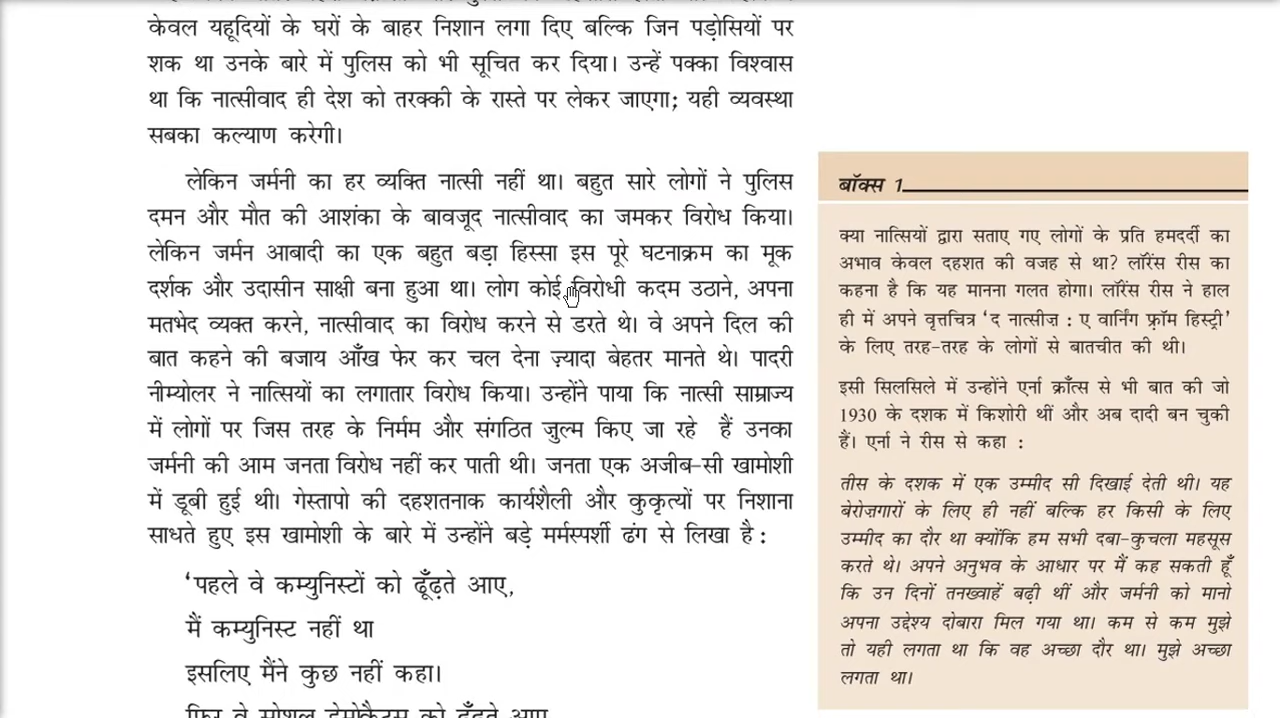 केवल यहूदियों के घरों के बाहर निशान लगा दिए बल्कि जिन पड़ोसियों पर
शक था उनके बारे में पुलिस को भी सूचित कर दिया। उन्हें पक्का विश्वास
था कि नात्सीवाद ही देश को तरक्की के रास्ते पर लेकर जाएगा; यही व्यवस्था
सबका कल्याण करेगी।
लेकिन जर्मनी का हर व्यक्ति नात्सी नहीं था। बहुत सारे लोगों ने पुलिस
दमन और मौत की आशंका के बावजूद नात्सीवाद का जमकर विरोध किया।
लेकिन जर्मन आबादी का एक बहुत बड़ा हिस्सा इस पूरे घटनाक्रम का मूक
दर्शक और उदासीन साक्षी बना हुआ था। लोग कोई विरोधी कदम उठाने, अपना
मतभेद व्यक्त करने, नात्सीवाद का विरोध करने से डरते थे। वे अपने दिल की
बात कहने की बजाय आँख फेर कर चल देना ज़्यादा बेहतर मानते थे। पादरी
नीम्योलर ने नात्सियों का लगातार विरोध किया। उन्होंने पाया कि नात्सी साम्राज्य
में लोगों पर जिस तरह के निर्मम और संगठित ज़ुल्म किए जा रहे हैं उनका
जर्मनी की आम जनता विरोध नहीं कर पाती थी। जनता एक अजीब-सी खामोशी
में डूबी हुई थी। गेस्तापो की दहशतनाक कार्यशैली और कुकृत्यों पर निशाना
साधते हुए इस खामोशी के बारे में उन्होंने बड़े मर्मस्पर्शी ढंग से लिखा है :
'पहले वे कम्युनिस्टों को ढूँढ़ते आए,
मैं कम्युनिस्ट नहीं था
इसलिए मैंने कुछ नहीं कहा।
फिर वे सोशल डेमोक्रैट्स को ढूँढ़ते आए
बॉक्स 1
क्या नात्सियों द्वारा सताए गए लोगों के प्रति हमदर्दी का
अभाव केवल दहशत की वजह से था? लॉरेंस रीस का
कहना है कि यह मानना गलत होगा। लॉरेंस रीस ने हाल
ही में अपने वृत्तचित्र 'द नात्सीज़ : ए वार्निंग फ़्रॉम हिस्ट्री'
के लिए तरह-तरह के लोगों से बातचीत की थी।
इसी सिलसिले में उन्होंने एर्ना क्राँत्स से भी बात की जो
1930 के दशक में किशोरी थीं और अब दादी बन चुकी
हैं। एर्ना ने रीस से कहा :
तीस के दशक में एक उम्मीद सी दिखाई देती थी। यह
बेरोज़गारों के लिए ही नहीं बल्कि हर किसी के लिए
उम्मीद का दौर था क्योंकि हम सभी दबा-कुचला महसूस
करते थे। अपने अनुभव के आधार पर मैं कह सकती हूँ
कि उन दिनों तनख्वाहें बढ़ी थीं और जर्मनी को मानो
अपना उद्देश्य दोबारा मिल गया था। कम से कम मुझे
तो यही लगता था कि वह अच्छा दौर था। मुझे अच्छा
लगता था।